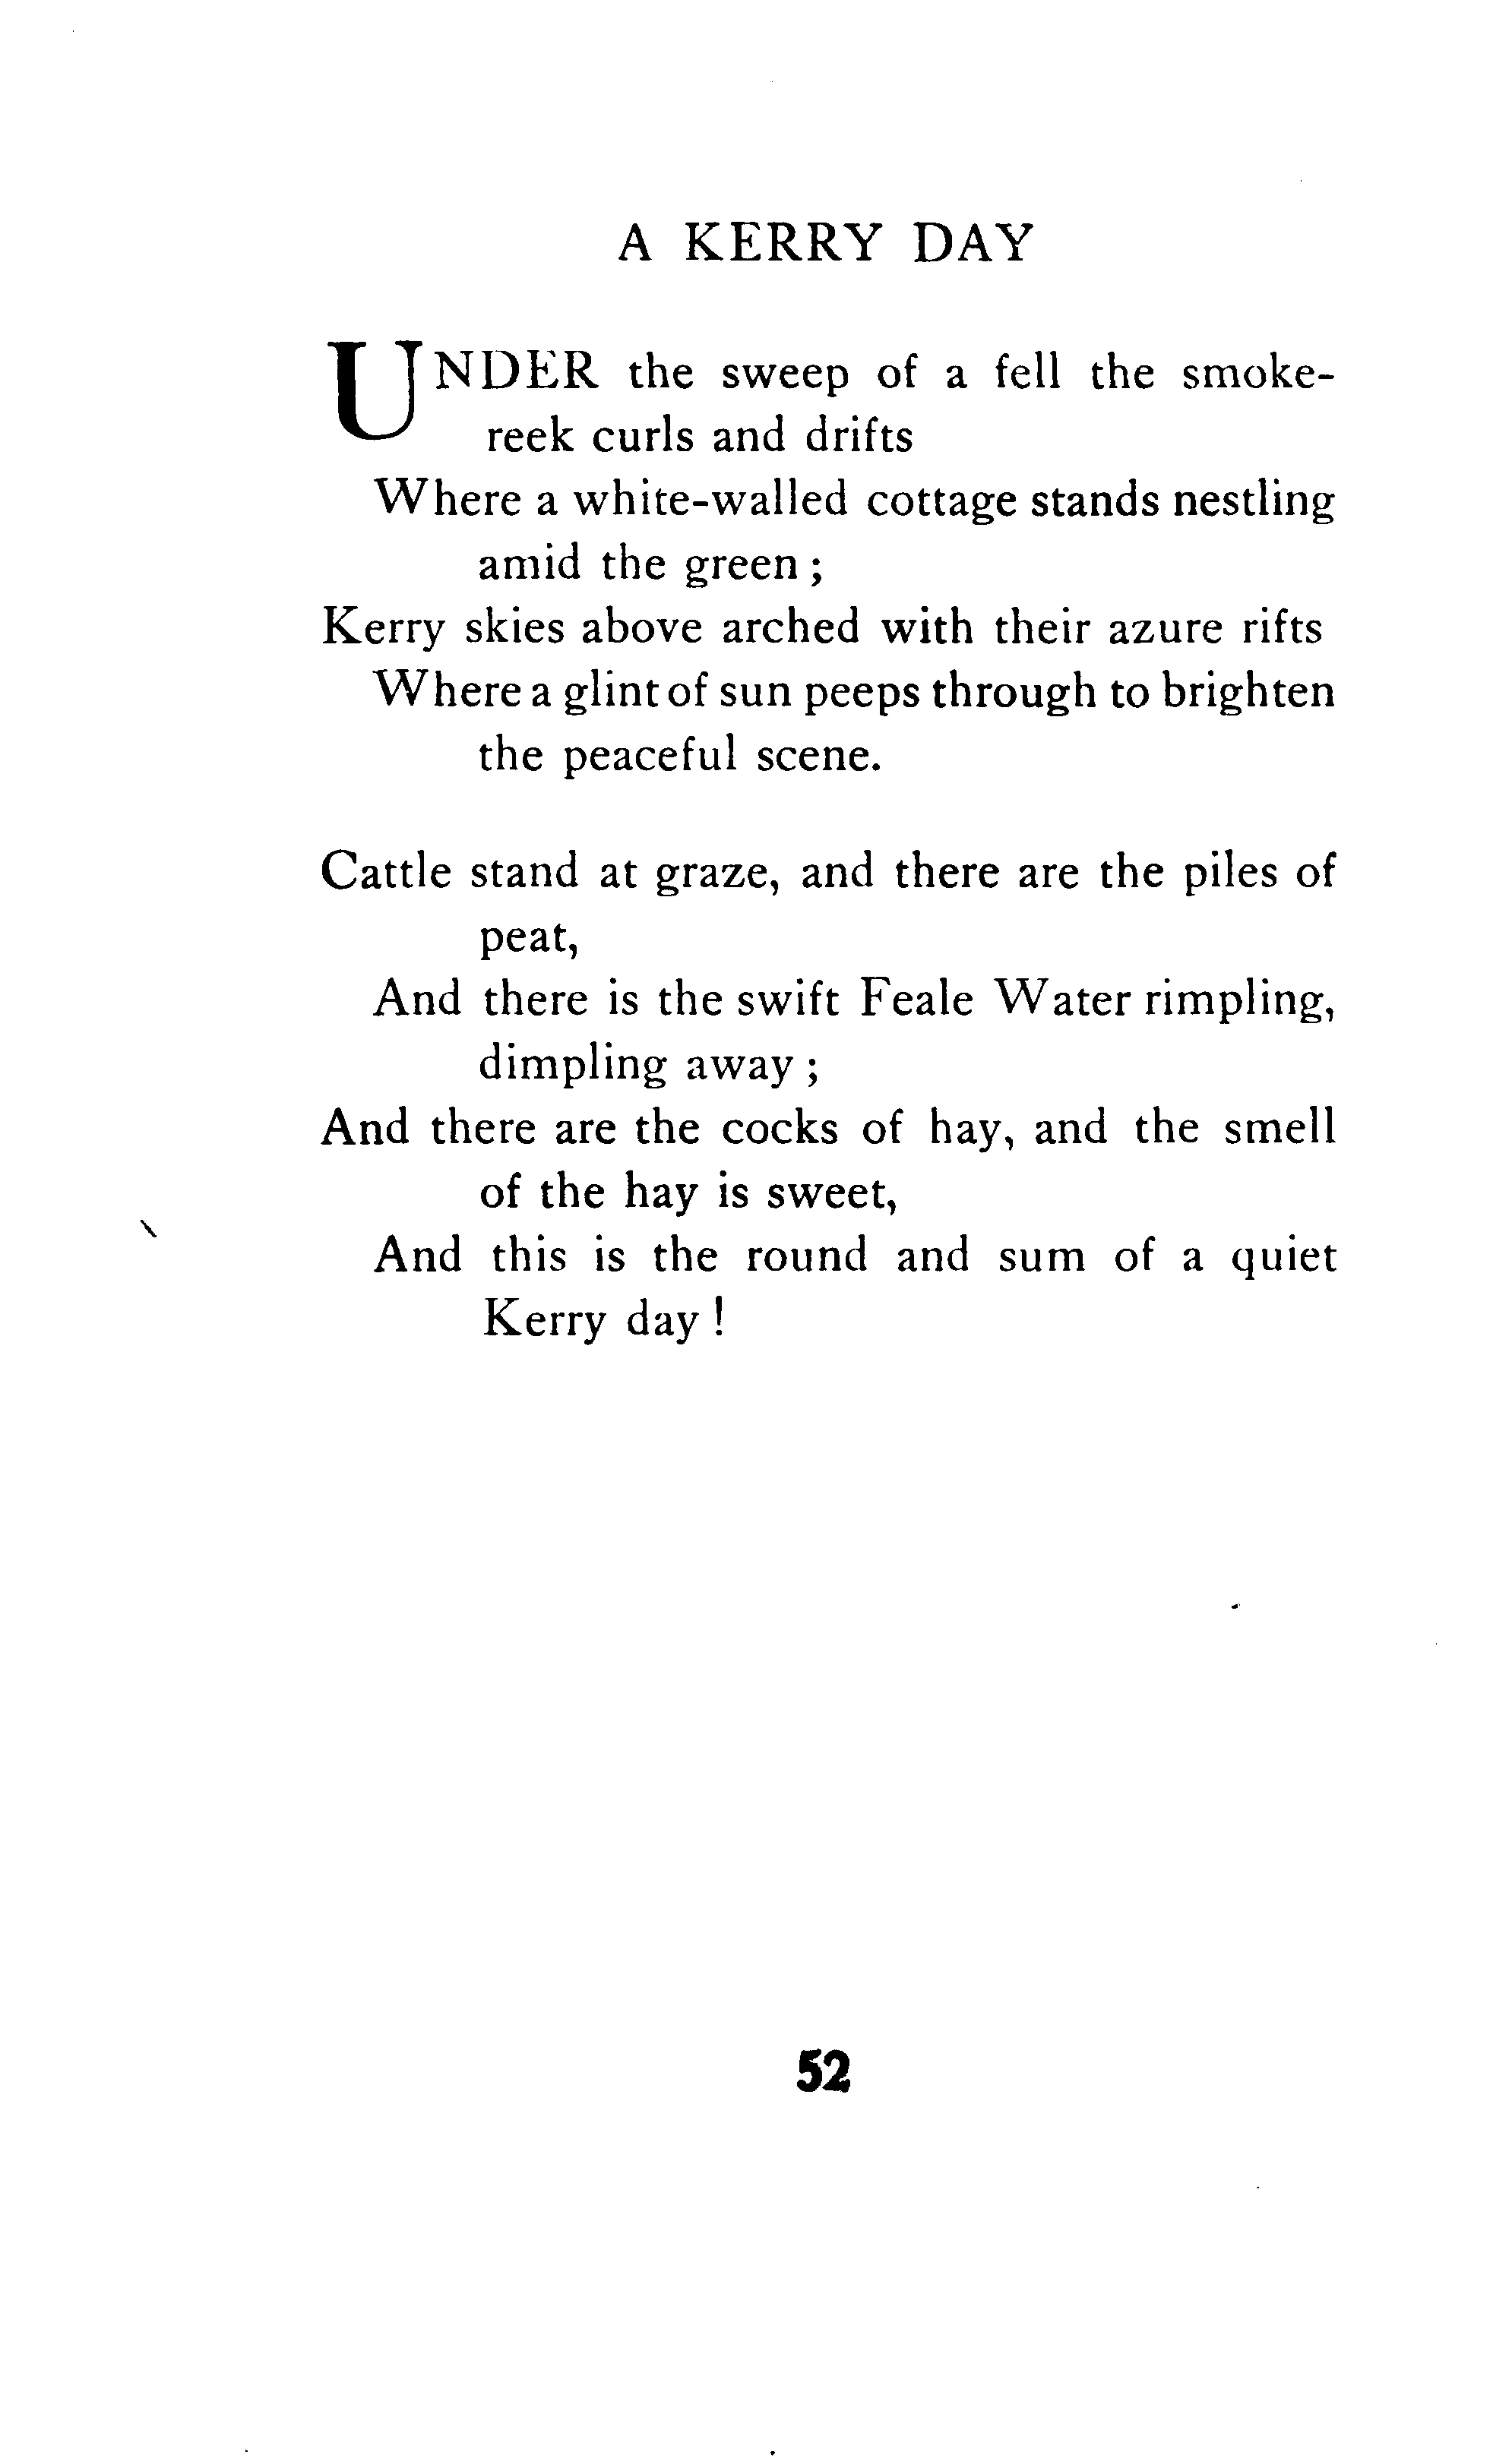 A KERRY DAY
UNDER the sweep of a fell the smoke-
reek curls and drifts
Where a white-walled cottage stands nestling
amid the green ;
Kerry skies above arched with their azure rifts
Where a glint of sun peeps through to brighten
the peaceful scene.
Cattle stand at graze, and there are the piles of
peat,
And there is the swift Feale Water rimpling,
dimpling away ;
And there are the cocks of hay, and the smell
of the hay is sweet,
And this is the round and sum of a quiet
Kerry day !
52